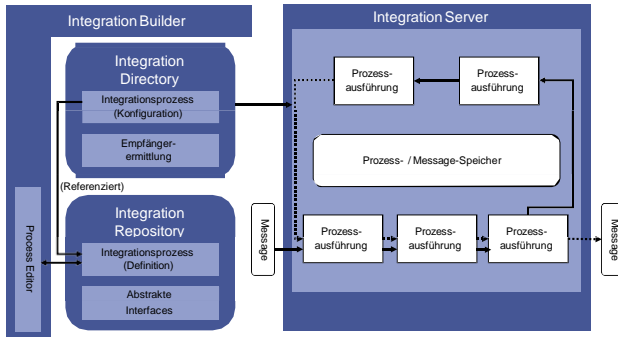 Integration Builder
Integration
Directory
Integrationsprozess
(Konfiguration)
Empfänger-
ermittlung
(Referenziert)
Process Editor
Integration
Repository
Integrationsprozess
(Definition)
Abstrakte
Interfaces
Integration Server
Prozess-
ausführung
Prozess-
ausführung
Prozess- / Message-Speicher
Message
Prozess-
ausführung
Prozess-
ausführung
Prozess-
ausführung
Message